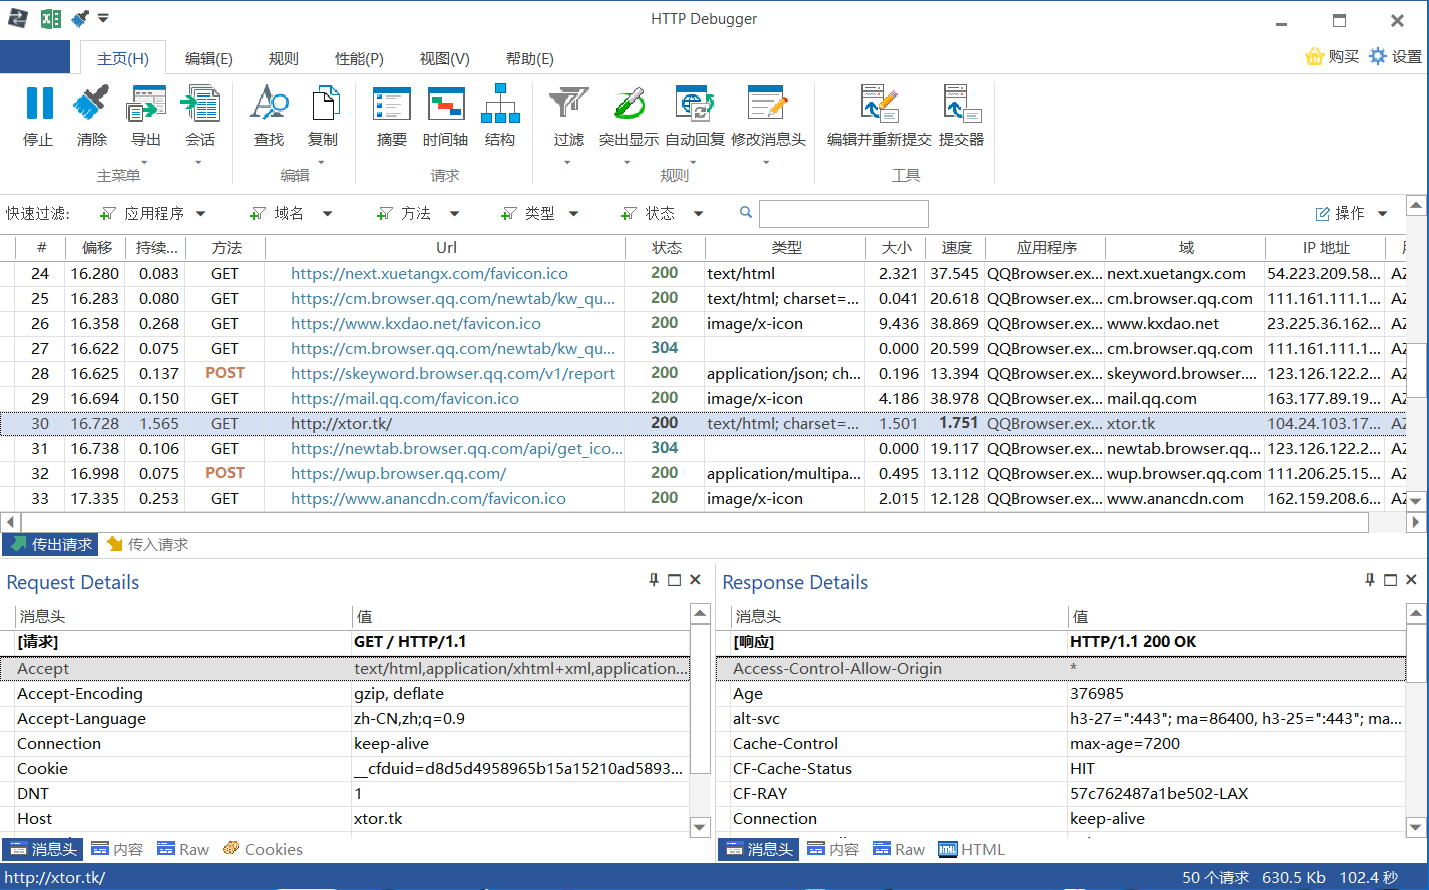 HTTP Debugger
主页(H) 编辑(E) 规则 性能(P) 视图(V) 帮助(E) 购买 设置
停止 清除 导出 会话 查找 复制 摘要 时间轴 结构 过滤 突出显示 自动回复 修改消息头 编辑并重新提交 提交器
主菜单 编辑 请求 规则 工具
快速过滤: 应用程序 域名 方法 类型 状态 操作
# 偏移 持续... 方法 Url 状态 类型 大小 速度 应用程序 域 IP 地址
24 16.280 0.083 GET https://next.xuetangx.com/favicon.ico 200 text/html 2.321 37.545 QQBrowser.ex... next.xuetangx.com 54.223.209.58... AZ
25 16.283 0.080 GET https://cm.browser.qq.com/newtab/kw_qu... 200 text/html; charset=... 0.041 20.618 QQBrowser.ex... cm.browser.qq.com 111.161.111.1... AZ
26 16.358 0.268 GET https://www.kxdao.net/favicon.ico 200 image/x-icon 9.436 38.869 QQBrowser.ex... www.kxdao.net 23.225.36.162... AZ
27 16.622 0.075 GET https://cm.browser.qq.com/newtab/kw_qu... 304 0.000 20.599 QQBrowser.ex... cm.browser.qq.com 111.161.111.1... AZ
28 16.625 0.137 POST https://skeyword.browser.qq.com/v1/report 200 application/json; ch... 0.196 13.394 QQBrowser.ex... skeyword.browser.... 123.126.122.2... AZ
29 16.694 0.150 GET https://mail.qq.com/favicon.ico 200 image/x-icon 4.186 38.978 QQBrowser.ex... mail.qq.com 163.177.89.19... AZ
30 16.728 1.565 GET http://xtor.tk/ 200 text/html; charset=... 1.501 1.751 QQBrowser.ex... xtor.tk 104.24.103.17... AZ
31 16.738 0.106 GET https://newtab.browser.qq.com/api/get_ico... 304 0.000 19.117 QQBrowser.ex... newtab.browser.qq... 123.126.122.2... AZ
32 16.998 0.075 POST https://wup.browser.qq.com/ 200 application/multipa... 0.495 13.112 QQBrowser.ex... wup.browser.qq.com 111.206.25.15... AZ
33 17.335 0.253 GET https://www.anancdn.com/favicon.ico 200 image/x-icon 2.015 12.128 QQBrowser.ex... www.anancdn.com 162.159.208.6... AZ
传出请求 传入请求
Request Details
消息头 值
[请求] GET / HTTP/1.1
Accept text/html,application/xhtml+xml,application...
Accept-Encoding gzip, deflate
Accept-Language zh-CN,zh;q=0.9
Connection keep-alive
Cookie __cfduid=d8d5d4958965b15a15210ad5893...
DNT 1
Host xtor.tk
消息头 内容 Raw Cookies
Response Details
消息头 值
[响应] HTTP/1.1 200 OK
Access-Control-Allow-Origin *
Age 376985
alt-svc h3-27=":443"; ma=86400, h3-25=":443"; ma...
Cache-Control max-age=7200
CF-Cache-Status HIT
CF-RAY 57c762487a1be502-LAX
Connection keep-alive
消息头 内容 Raw HTML
http://xtor.tk/ 50 个请求 630.5 Kb 102.4 秒